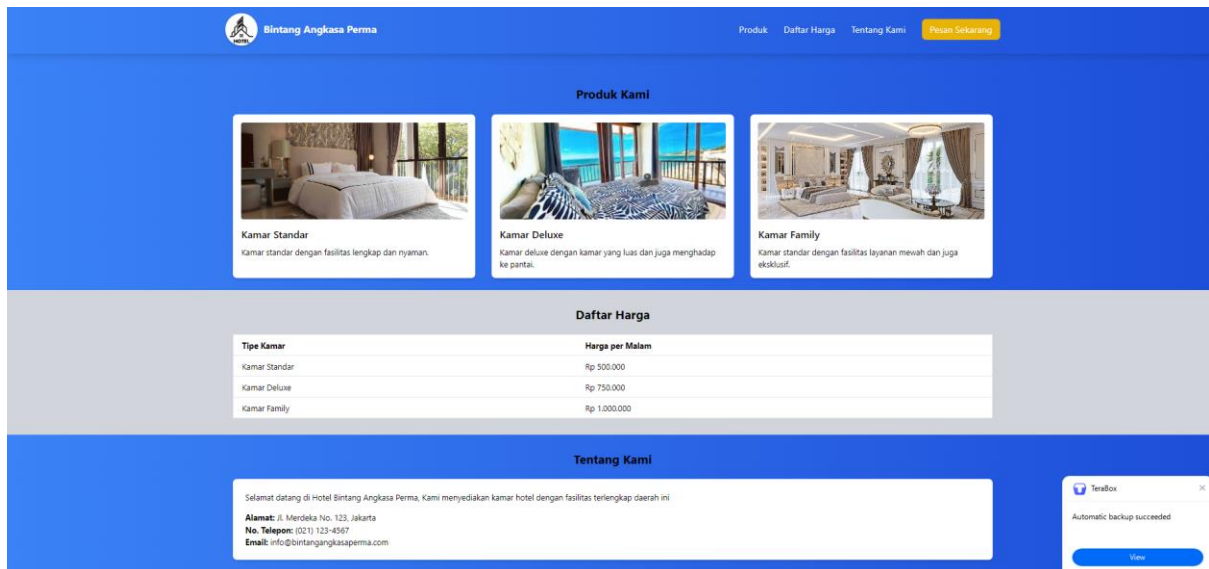 HOTEL
Bintang Angkasa Perma
Produk
Daftar Harga
Tentang Kami
Pesan Sekarang
Produk Kami
Kamar Standar
Kamar standar dengan fasilitas lengkap dan nyaman.
Kamar Deluxe
Kamar deluxe dengan kamar yang luas dan juga menghadap
ke pantai.
Kamar Family
Kamar standar dengan fasilitas layanan mewah dan juga
eksklusif.
Daftar Harga
Tipe Kamar Harga per Malam
Kamar Standar Rp 500.000
Kamar Deluxe Rp 750.000
Kamar Family Rp 1.000.000
Tentang Kami
Selamat datang di Hotel Bintang Angkasa Perma, Kami menyediakan kamar hotel dengan fasilitas terlengkap daerah ini
Alamat: Jl. Merdeka No. 123, Jakarta
No. Telepon: (021) 123-4567
Email: info@bintangangkasaperma.com
TeraBox
Automatic backup succeeded
View